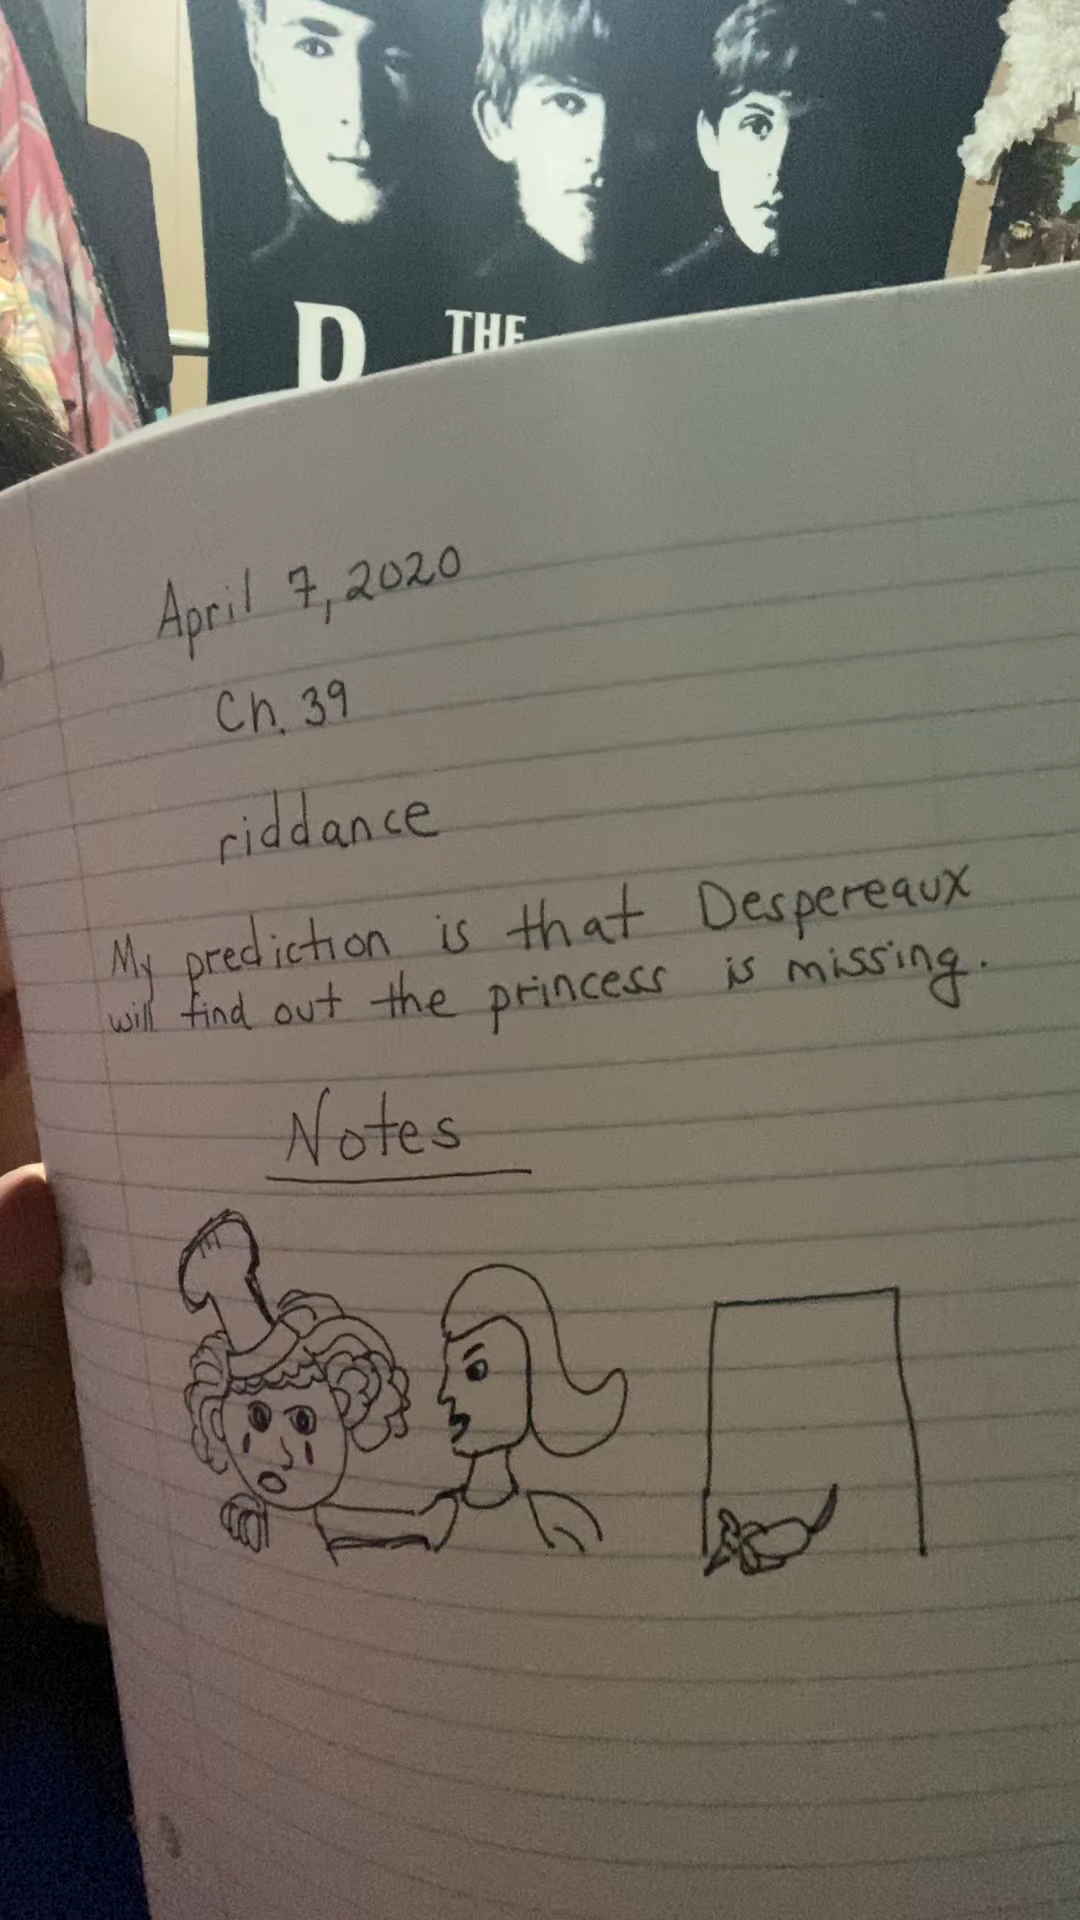 D THE
April 7, 2020
Ch. 39
riddance
My prediction is that Despereaux
will find out the princess is missing.
Notes